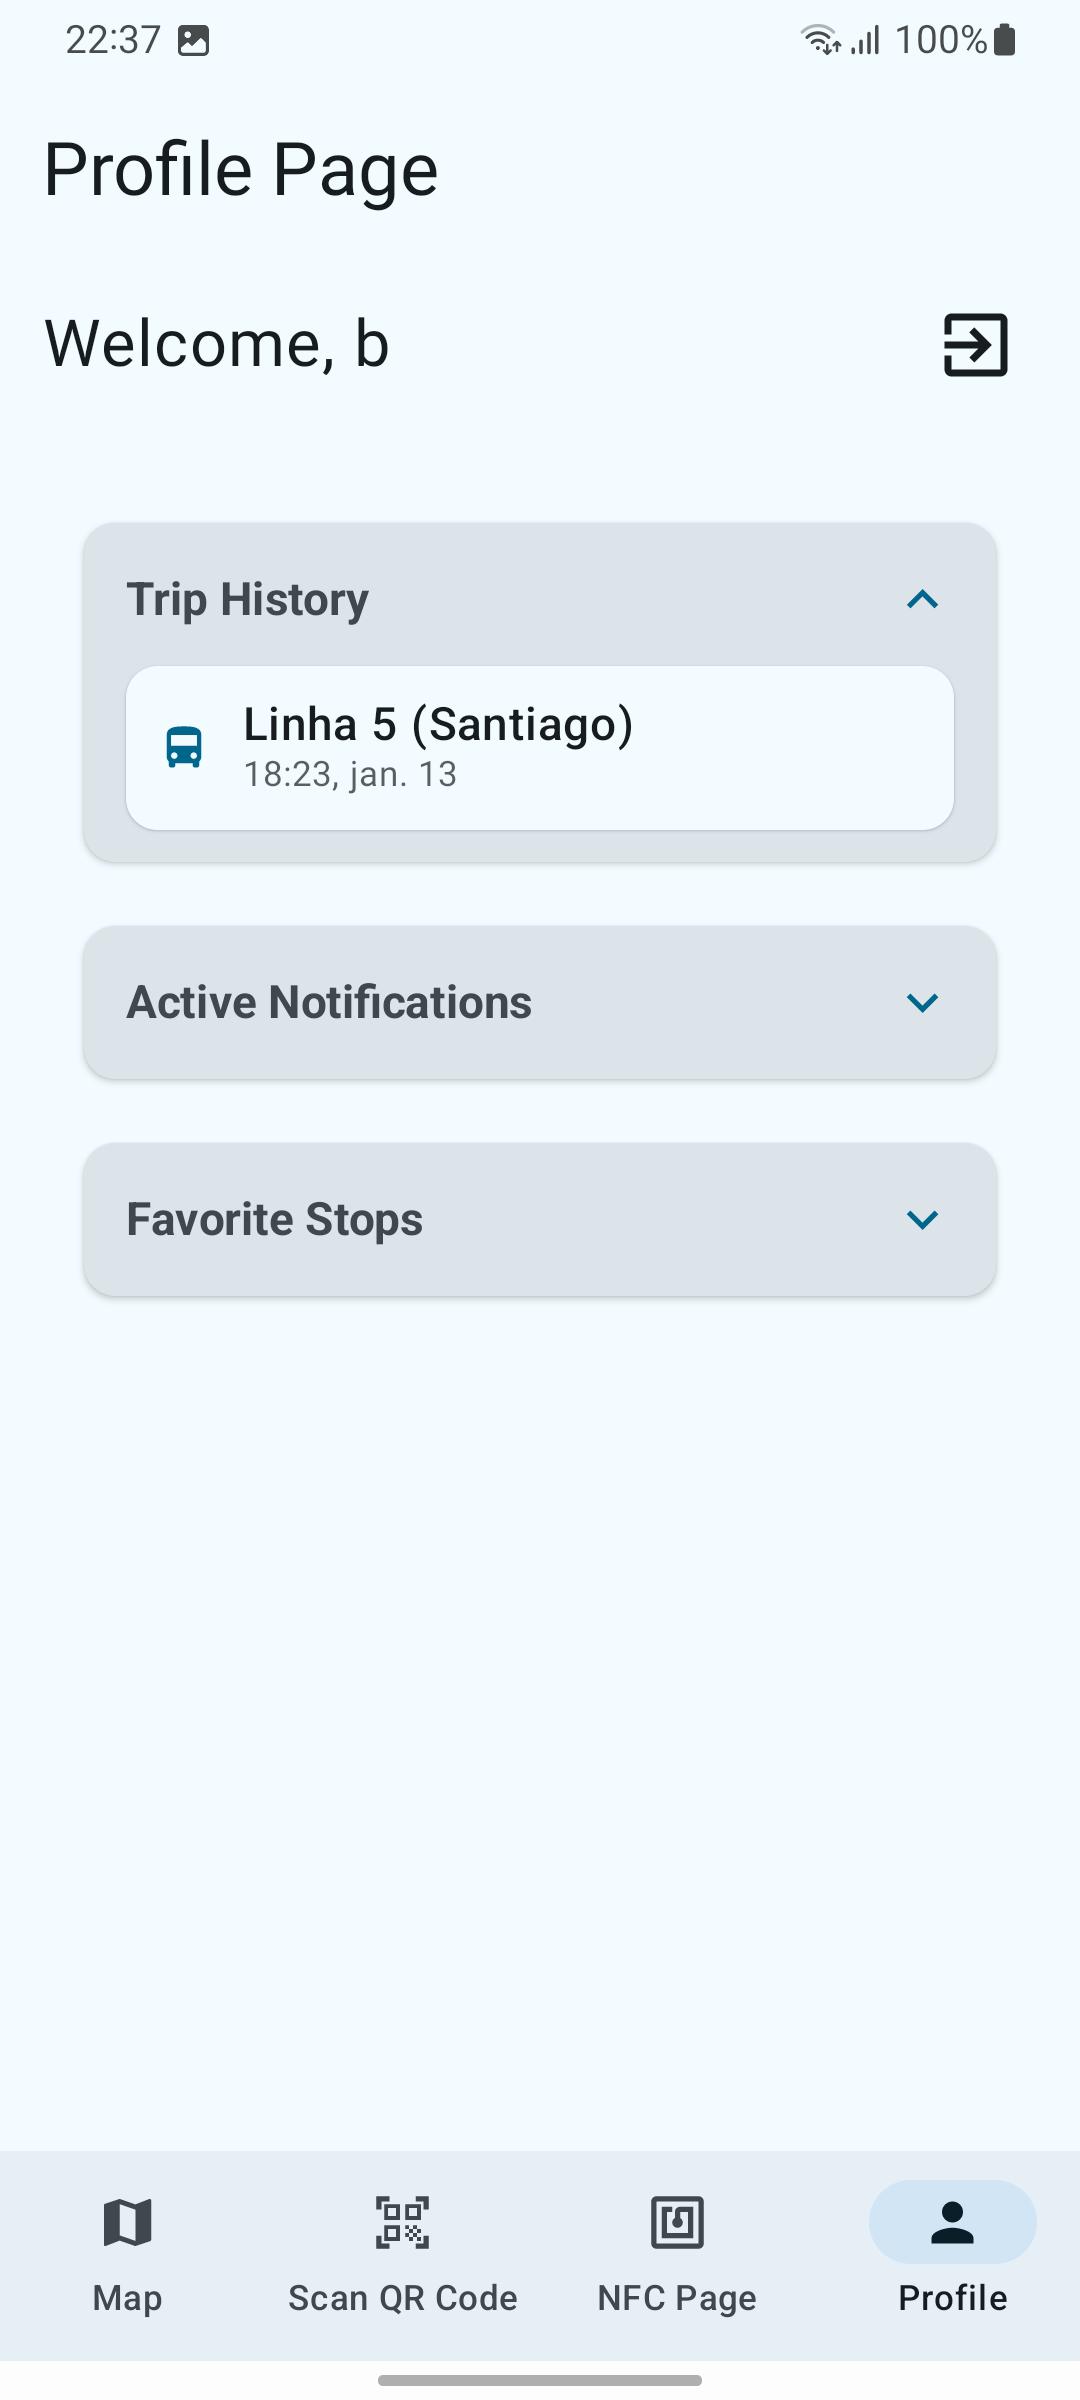 22:37
100%
Profile Page
Welcome, b
Trip History
Linha 5 (Santiago)
18:23, jan. 13
Active Notifications
Favorite Stops
Map
Scan QR Code
NFC Page
Profile